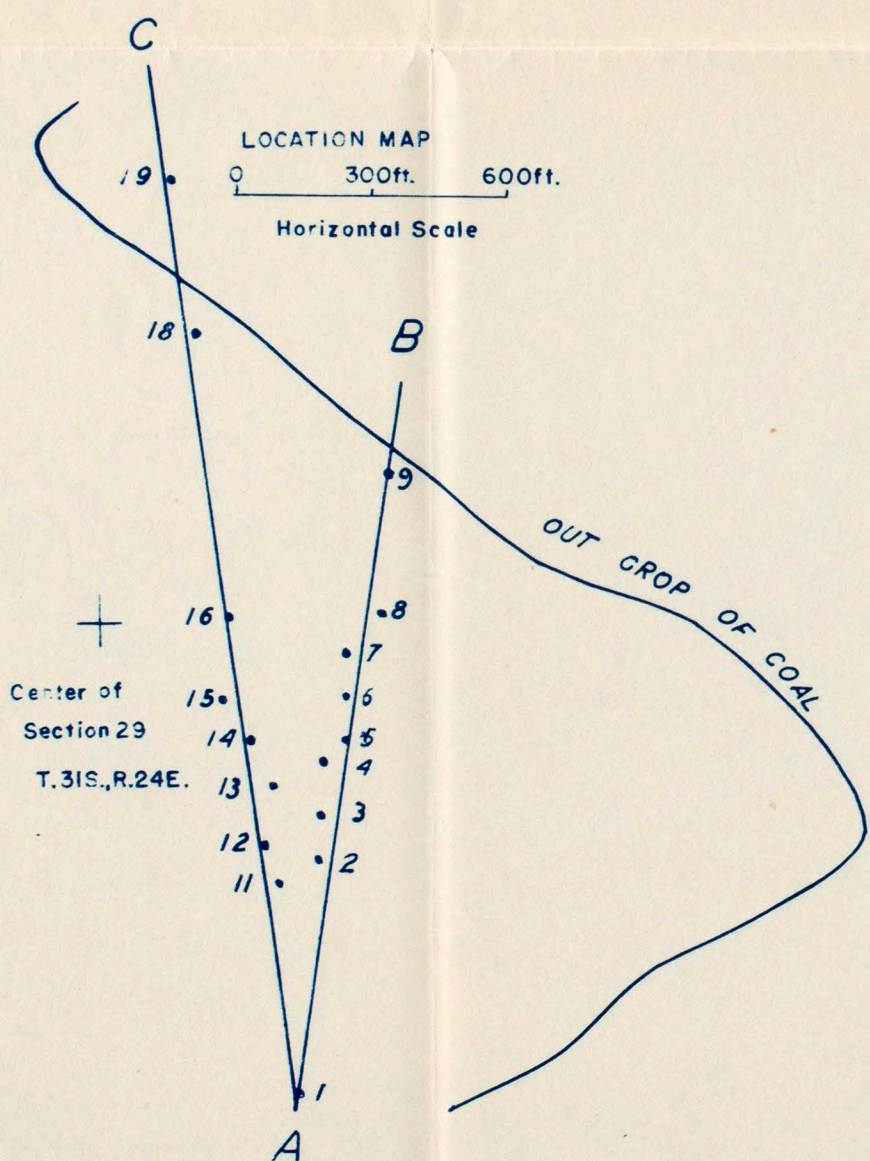 C
LOCATION MAP
0 300ft. 600ft.
Horizontal Scale
19
18
B
9
OUT CROP OF COAL
16
8
7
Center of
Section 29
T.31S.,R.24E.
15
6
14
5
4
13
3
12
2
11
1
A